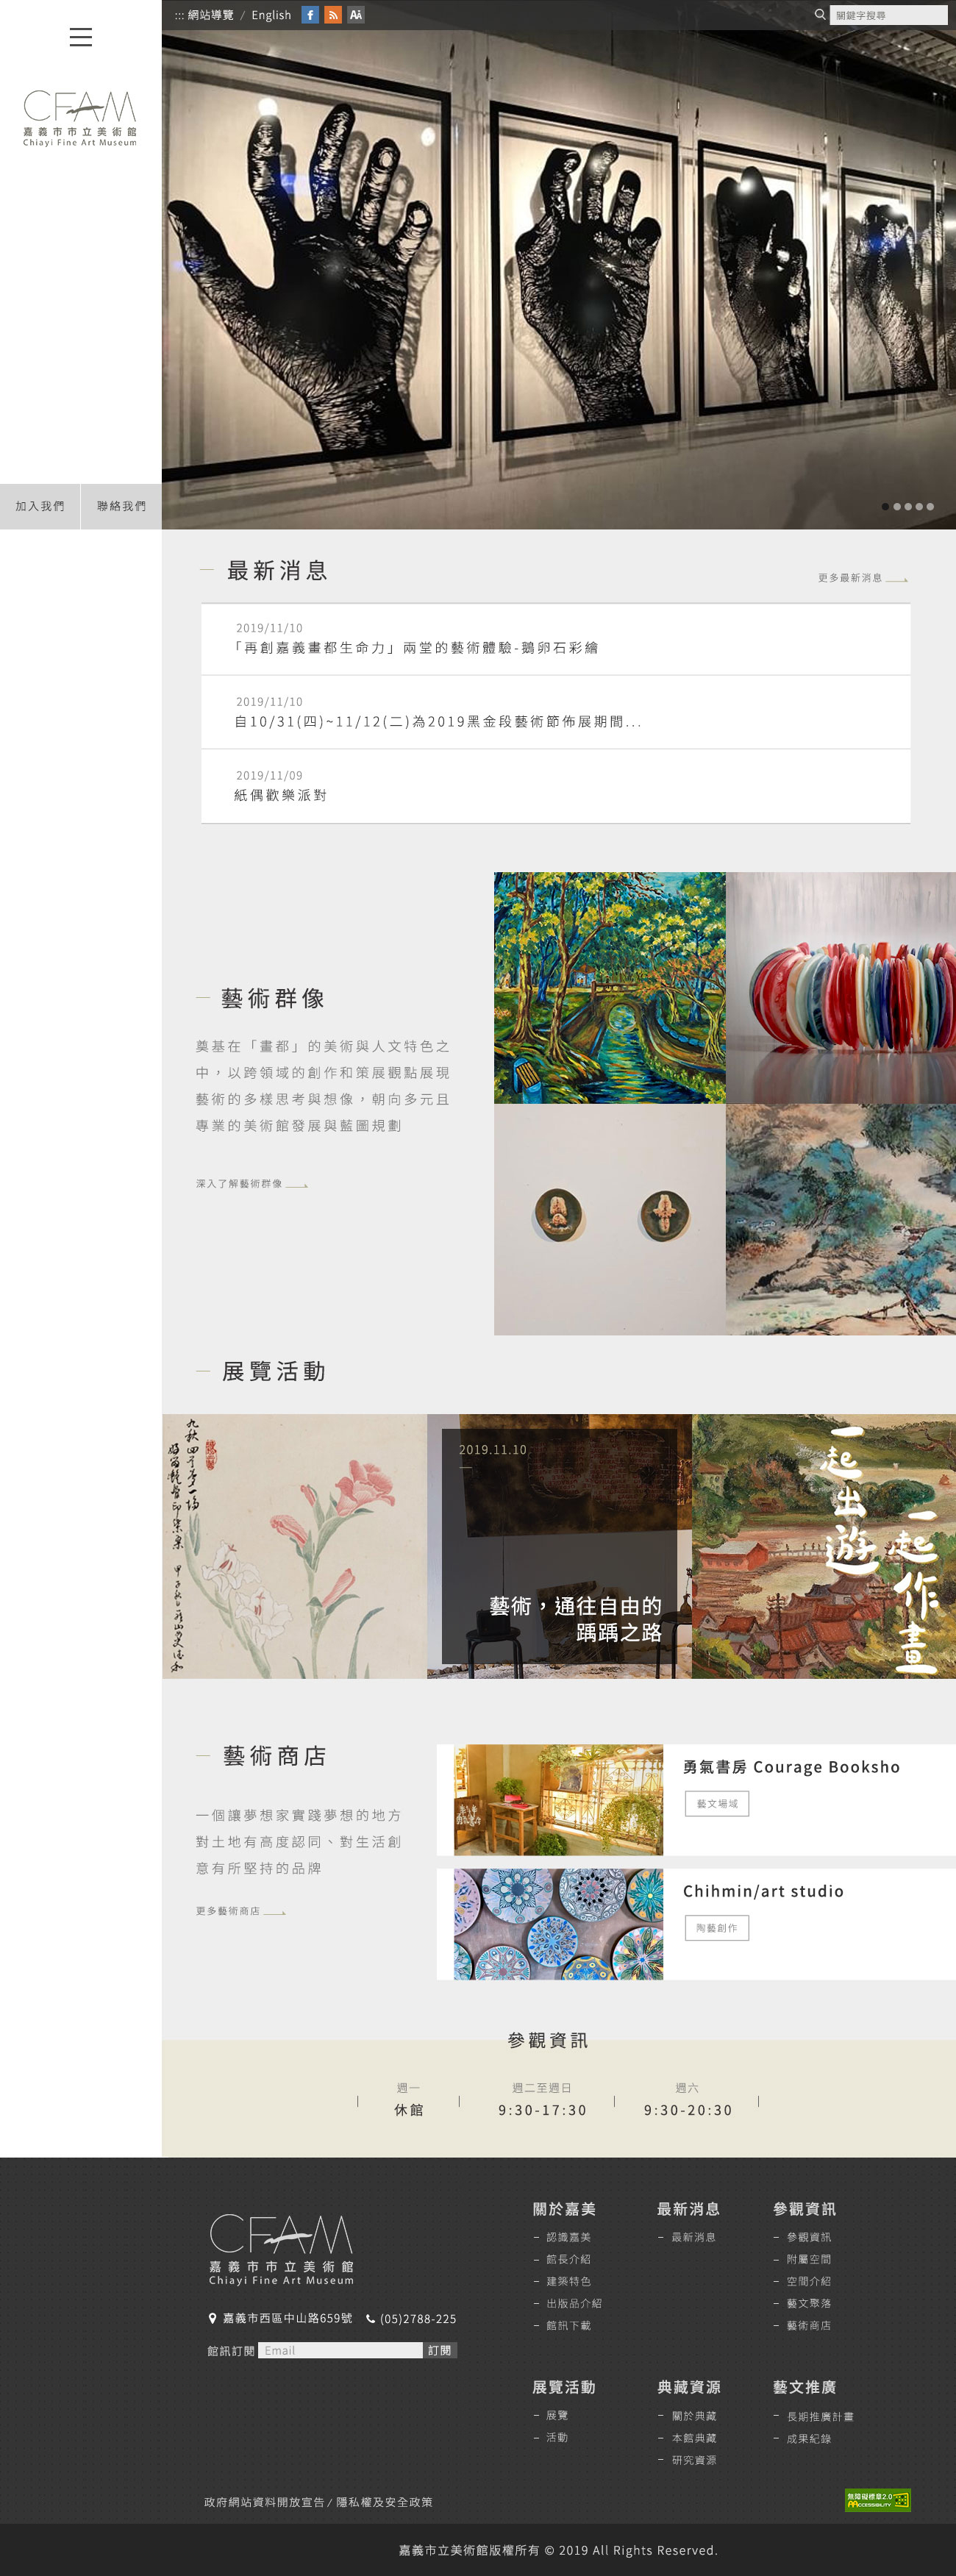 ::: 網站導覽 / English
關鍵字搜尋
CFAM
嘉義市市立美術館
Chiayi Fine Art Museum
加入我們
聯絡我們
最新消息
更多最新消息
2019/11/10
「再創嘉義畫都生命力」兩堂的藝術體驗-鵝卵石彩繪
2019/11/10
自10/31(四)~11/12(二)為2019黑金段藝術節佈展期間...
2019/11/09
紙偶歡樂派對
藝術群像
奠基在「畫都」的美術與人文特色之
中，以跨領域的創作和策展觀點展現
藝術的多樣思考與想像，朝向多元且
專業的美術館發展與藍圖規劃
深入了解藝術群像
展覽活動
2019.11.10
藝術，通往自由的
踽踽之路
一起出遊
一起作畫
藝術商店
一個讓夢想家實踐夢想的地方
對土地有高度認同、對生活創
意有所堅持的品牌
更多藝術商店
勇氣書房 Courage Booksho
藝文場域
Chihmin/art studio
陶藝創作
參觀資訊
週一
休館
週二至週日
9:30-17:30
週六
9:30-20:30
CFAM
嘉義市市立美術館
Chiayi Fine Art Museum
嘉義市西區中山路659號
(05)2788-225
館訊訂閱
Email
訂閱
關於嘉美
– 認識嘉美
– 館長介紹
– 建築特色
– 出版品介紹
– 館訊下載
最新消息
– 最新消息
參觀資訊
– 參觀資訊
– 附屬空間
– 空間介紹
– 藝文聚落
– 藝術商店
展覽活動
– 展覽
– 活動
典藏資源
– 關於典藏
– 本館典藏
– 研究資源
藝文推廣
– 長期推廣計畫
– 成果紀錄
政府網站資料開放宣告 / 隱私權及安全政策
無障礙標章2.0
AACCESSIBILITY
嘉義市立美術館版權所有 © 2019 All Rights Reserved.